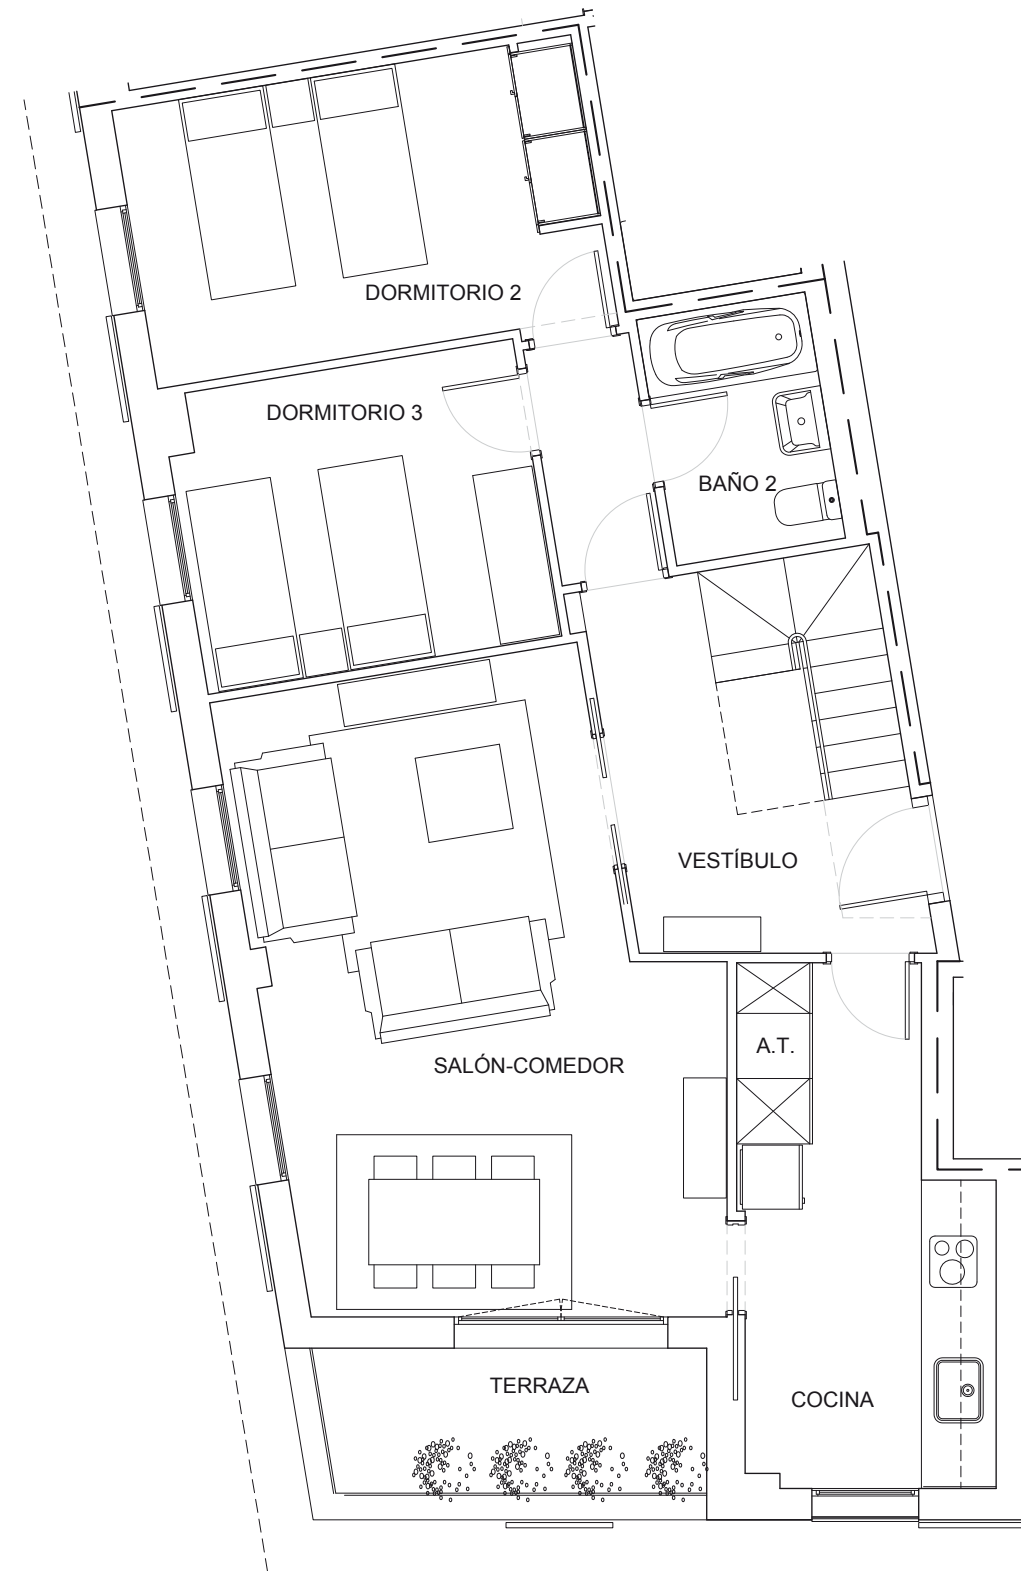 DORMITORIO 2
DORMITORIO 3
BAÑO 2
VESTÍBULO
A.T.
SALÓN-COMEDOR
TERRAZA
COCINA